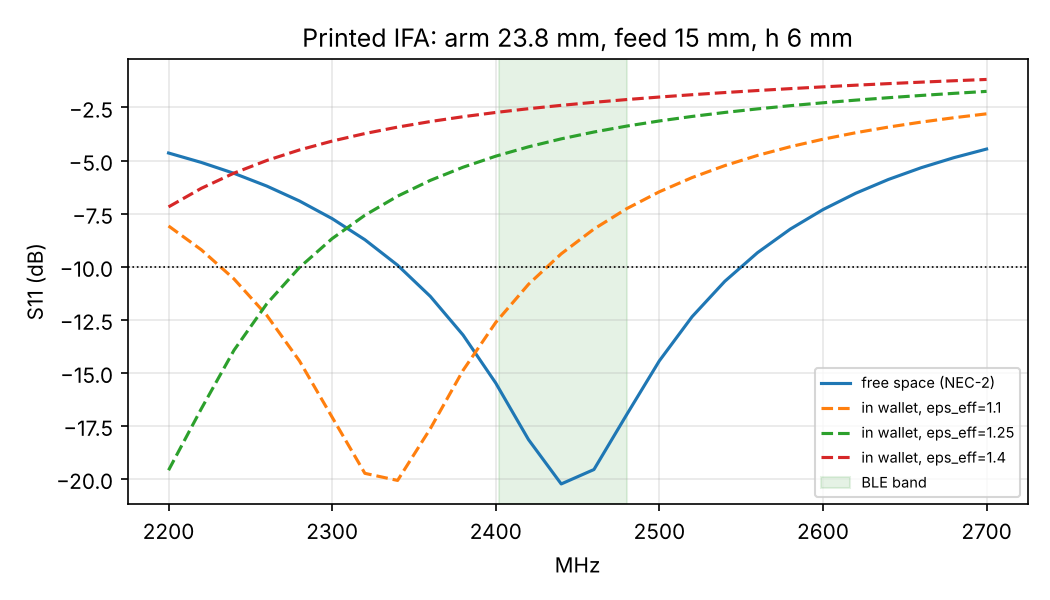 Printed IFA: arm 23.8 mm, feed 15 mm, h 6 mm
S11 (dB)
−2.5
−5.0
−7.5
−10.0
−12.5
−15.0
−17.5
−20.0
free space (NEC-2)
in wallet, eps_eff=1.1
in wallet, eps_eff=1.25
in wallet, eps_eff=1.4
BLE band
2200 2300 2400 2500 2600 2700
MHz